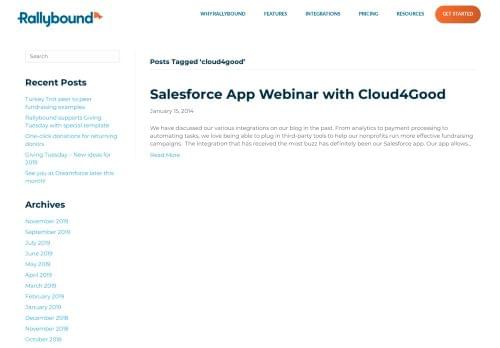 Rallybound
WHY RALLYBOUND
FEATURES
INTEGRATIONS
PRICING
RESOURCES
GET STARTED
Search
Recent Posts
Turkey Trot peer to peer
fundraising examples
Rallybound supports Giving
Tuesday with special template
One-click donations for returning
donors
Giving Tuesday – New ideas for
2019
See you at Dreamforce later this
month!
Archives
November 2019
September 2019
July 2019
June 2019
May 2019
April 2019
March 2019
February 2019
January 2019
December 2018
November 2018
October 2018
Posts Tagged 'cloud4good'
Salesforce App Webinar with Cloud4Good
January 15, 2014
We have discussed our various integrations on our blog in the past. From analytics to payment processing to
automating tasks, we love being able to plug in third-party tools to help our nonprofits run more effective fundraising
campaigns. The integration that has received the most buzz has definitely been our Salesforce app. Our app allows...
Read More